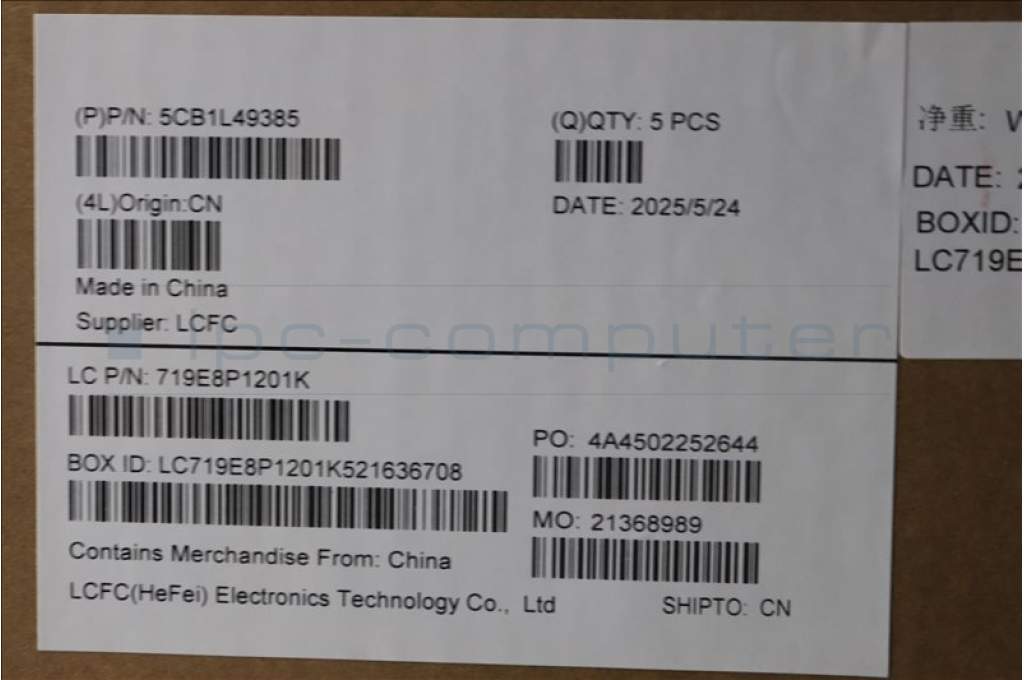 (P)P/N: 5CB1L49385
(Q)QTY: 5 PCS
(4L)Origin:CN
DATE: 2025/5/24
Made in China
Supplier: LCFC
ipc-computer
LC P/N: 719E8P1201K
PO: 4A4502252644
BOX ID: LC719E8P1201K521636708
MO: 21368989
Contains Merchandise From: China
LCFC(HeFei) Electronics Technology Co., Ltd
SHIPTO: CN
净重:
DATE:
BOXID:
LC719E